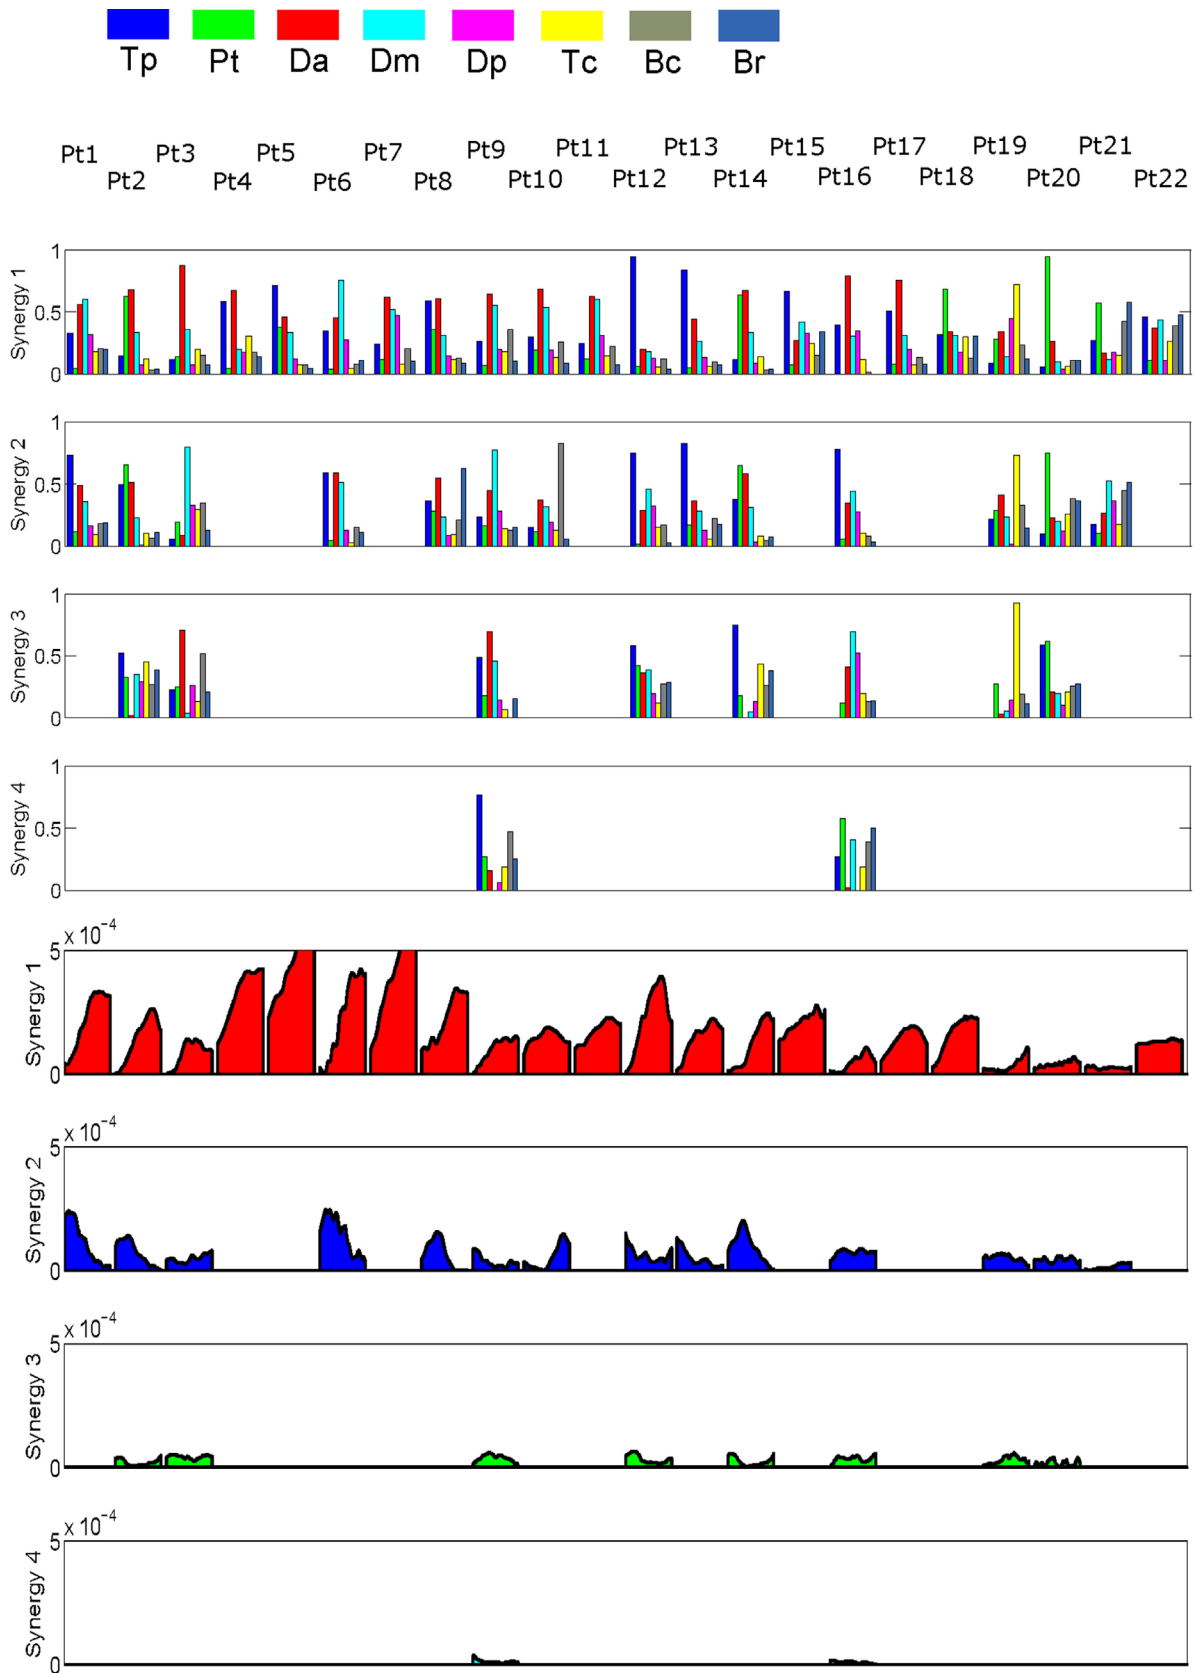 Tp Pt Da Dm Dp Tc Bc Br
Pt1 Pt3 Pt5 Pt7 Pt9 Pt11 Pt13 Pt15 Pt17 Pt19 Pt21
Pt2 Pt4 Pt6 Pt8 Pt10 Pt12 Pt14 Pt16 Pt18 Pt20 Pt22
Synergy 1
1
0.5
0
Synergy 2
1
0.5
0
Synergy 3
1
0.5
0
Synergy 4
1
0.5
0
Synergy 1
5 x 10⁻⁴
0
Synergy 2
5 x 10⁻⁴
0
Synergy 3
5 x 10⁻⁴
0
Synergy 4
5 x 10⁻⁴
0